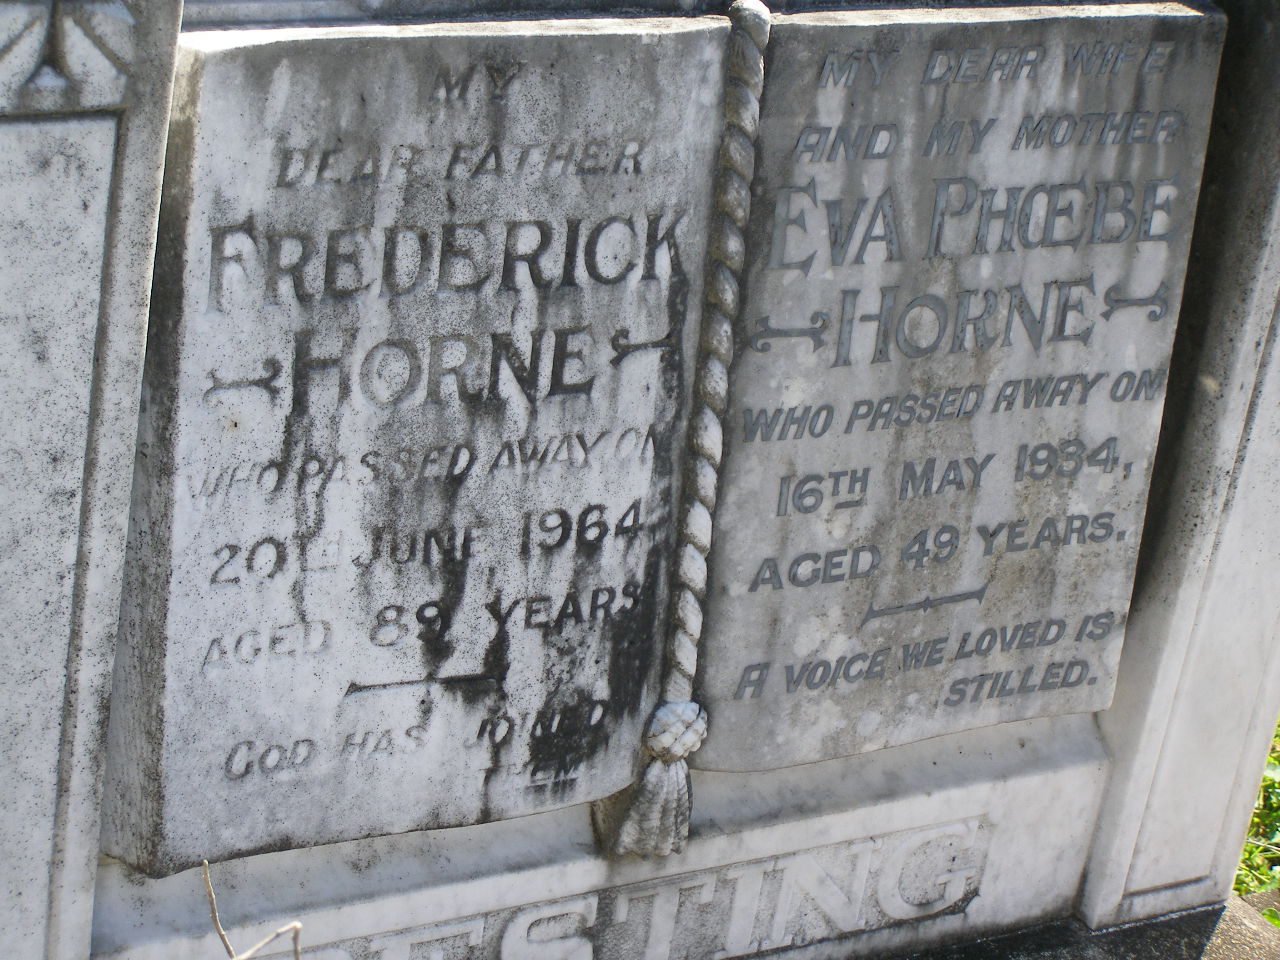 MY
DEAR FATHER
FREDERICK
HORNE
WHO PASSED AWAY ON
20TH JUNE, 1964
AGED 89 YEARS
GOD HAS JOINED
MY DEAR WIFE
AND MY MOTHER
EVA PHŒBE
HORNE
WHO PASSED AWAY ON
16TH MAY 1934,
AGED 49 YEARS.
A VOICE WE LOVED IS
STILLED.
RESTING